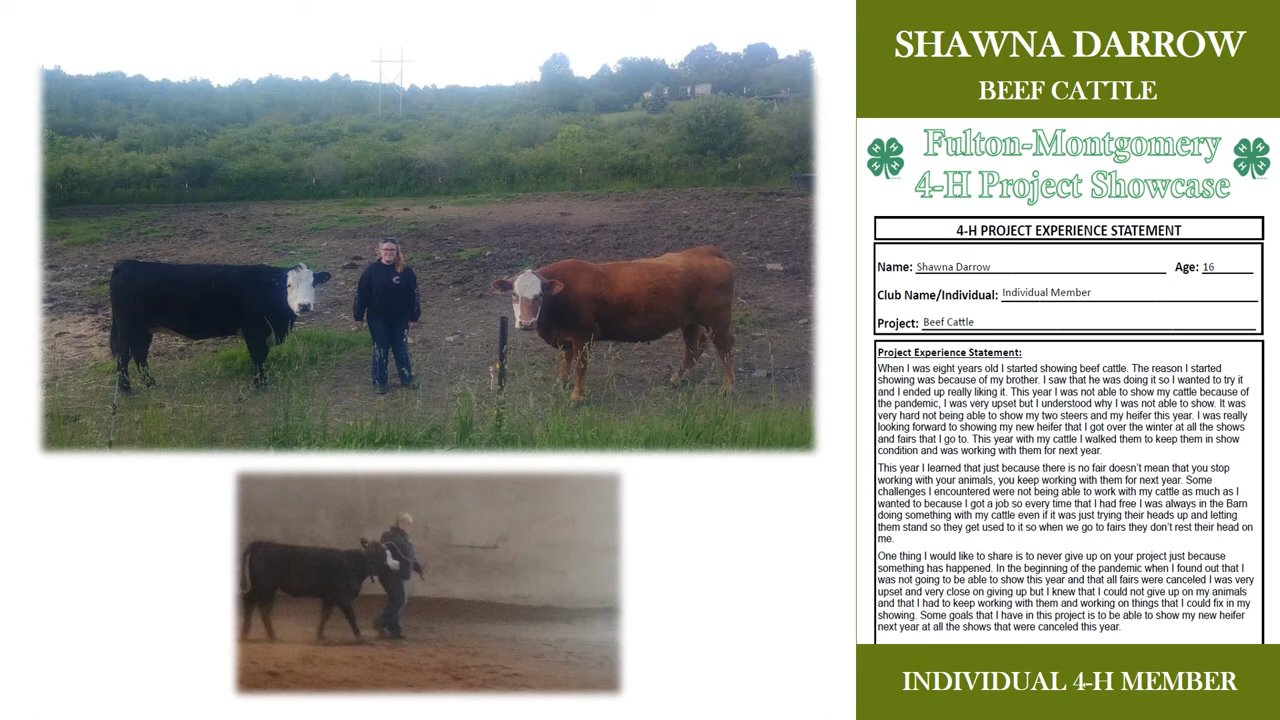 SHAWNA DARROW
BEEF CATTLE
Fulton-Montgomery
4-H Project Showcase
4-H PROJECT EXPERIENCE STATEMENT
Name: Shawna Darrow Age: 16
Club Name/Individual: Individual Member
Project: Beef Cattle
Project Experience Statement:
When I was eight years old I started showing beef cattle. The reason I started
showing was because of my brother. I saw that he was doing it so I wanted to try it
and I ended up really liking it. This year I was not able to show my cattle because of
the pandemic, I was very upset but I understood why I was not able to show. It was
very hard not being able to show my two steers and my heifer this year. I was really
looking forward to showing my new heifer that I got over the winter at all the shows
and fairs that I go to. This year with my cattle I walked them to keep them in show
condition and was working with them for next year.
This year I learned that just because there is no fair doesn't mean that you stop
working with your animals, you keep working with them for next year. Some
challenges I encountered were not being able to work with my cattle as much as I
wanted to because I got a job so every time that I had free I was always in the Barn
doing something with my cattle even if it was just trying their heads up and letting
them stand so they get used to it so when we go to fairs they don't rest their head on
me.
One thing I would like to share is to never give up on your project just because
something has happened. In the beginning of the pandemic when I found out that I
was not going to be able to show this year and that all fairs were canceled I was very
upset and very close on giving up but I knew that I could not give up on my animals
and that I had to keep working with them and working on things that I could fix in my
showing. Some goals that I have in this project is to be able to show my new heifer
next year at all the shows that were canceled this year.
INDIVIDUAL 4-H MEMBER